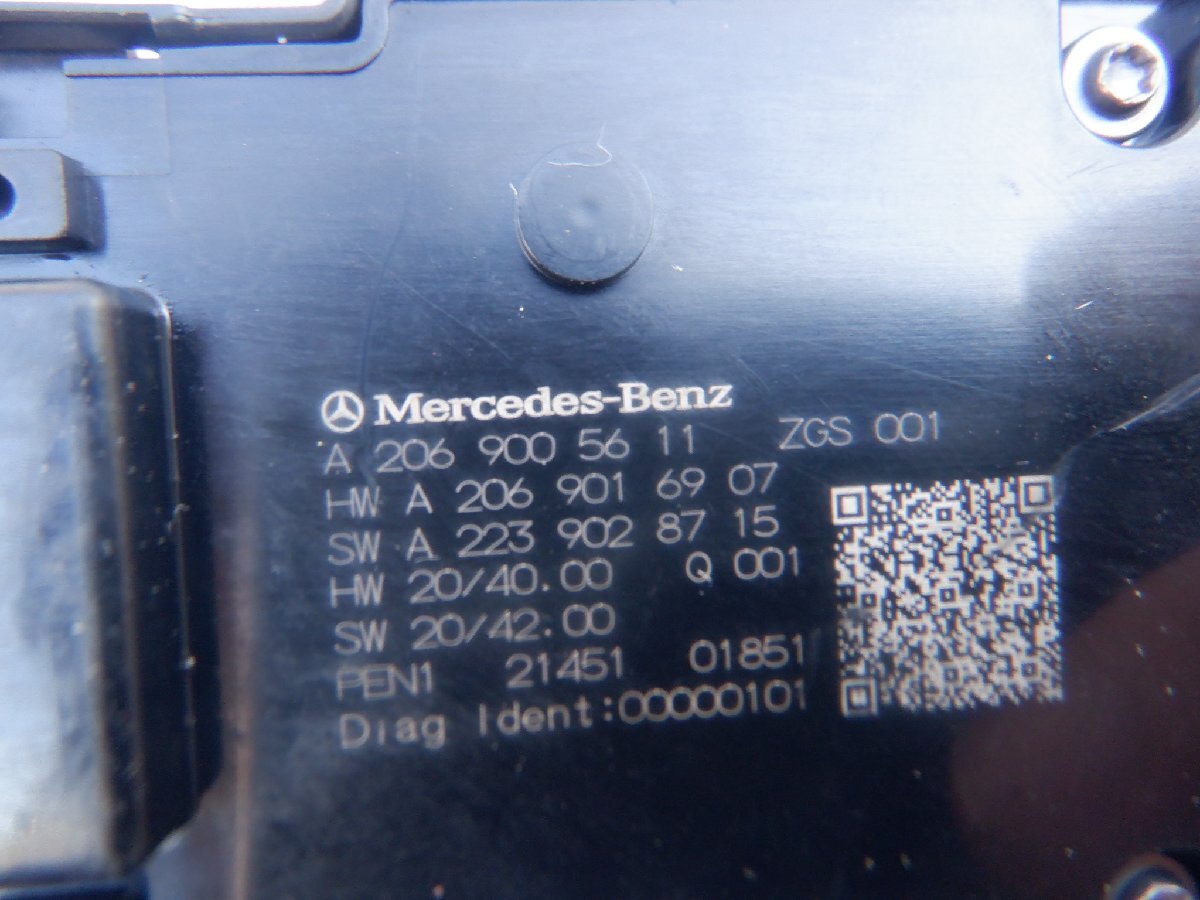 Mercedes-Benz
A 206 900 56 11 ZGS 001
HW A 206 901 69 07
SW A 223 902 87 15
HW 20/40.00 Q 001
SW 20/42.00
PEN1 21451 01851
Diag Ident:00000101